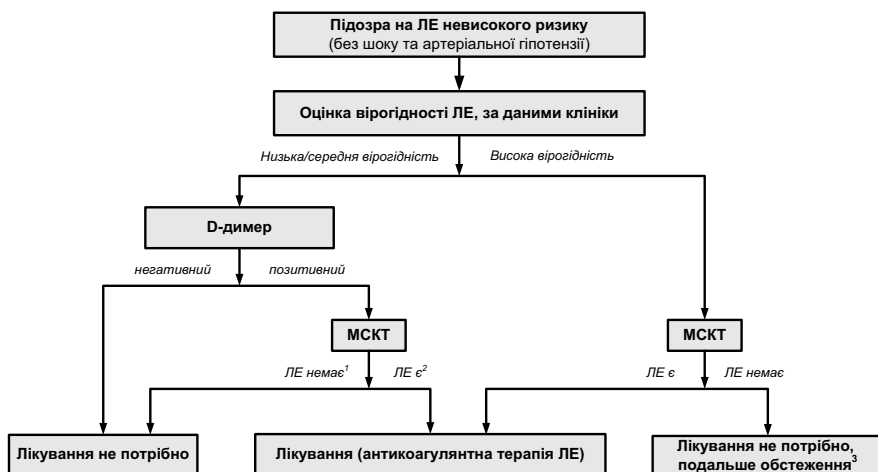 Підозра на ЛЕ невисокого ризику
(без шоку та артеріальної гіпотензії)
Оцінка вірогідності ЛЕ, за даними клініки
Низька/середня вірогідність
Висока вірогідність
D-димер
негативний
позитивний
МСКТ
МСКТ
ЛЕ немає¹
ЛЕ є²
ЛЕ є
ЛЕ немає
Лікування не потрібно
Лікування (антикоагулянтна терапія ЛЕ)
Лікування не потрібно,
подальше обстеження³